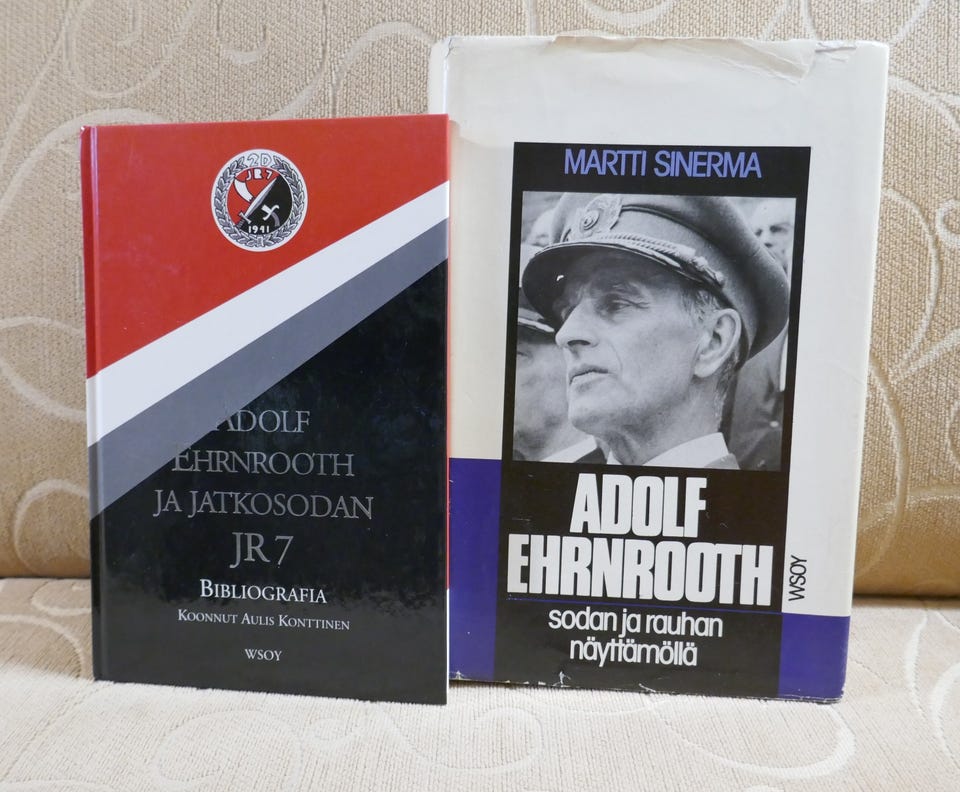 2D
JR7
1941
ADOLF
EHRNROOTH
JA JATKOSODAN
JR 7
BIBLIOGRAFIA
KOONNUT AULIS KONTTINEN
WSOY
MARTTI SINERMA
ADOLF
EHRNROOTH
WSOY
sodan ja rauhan
näyttämöllä